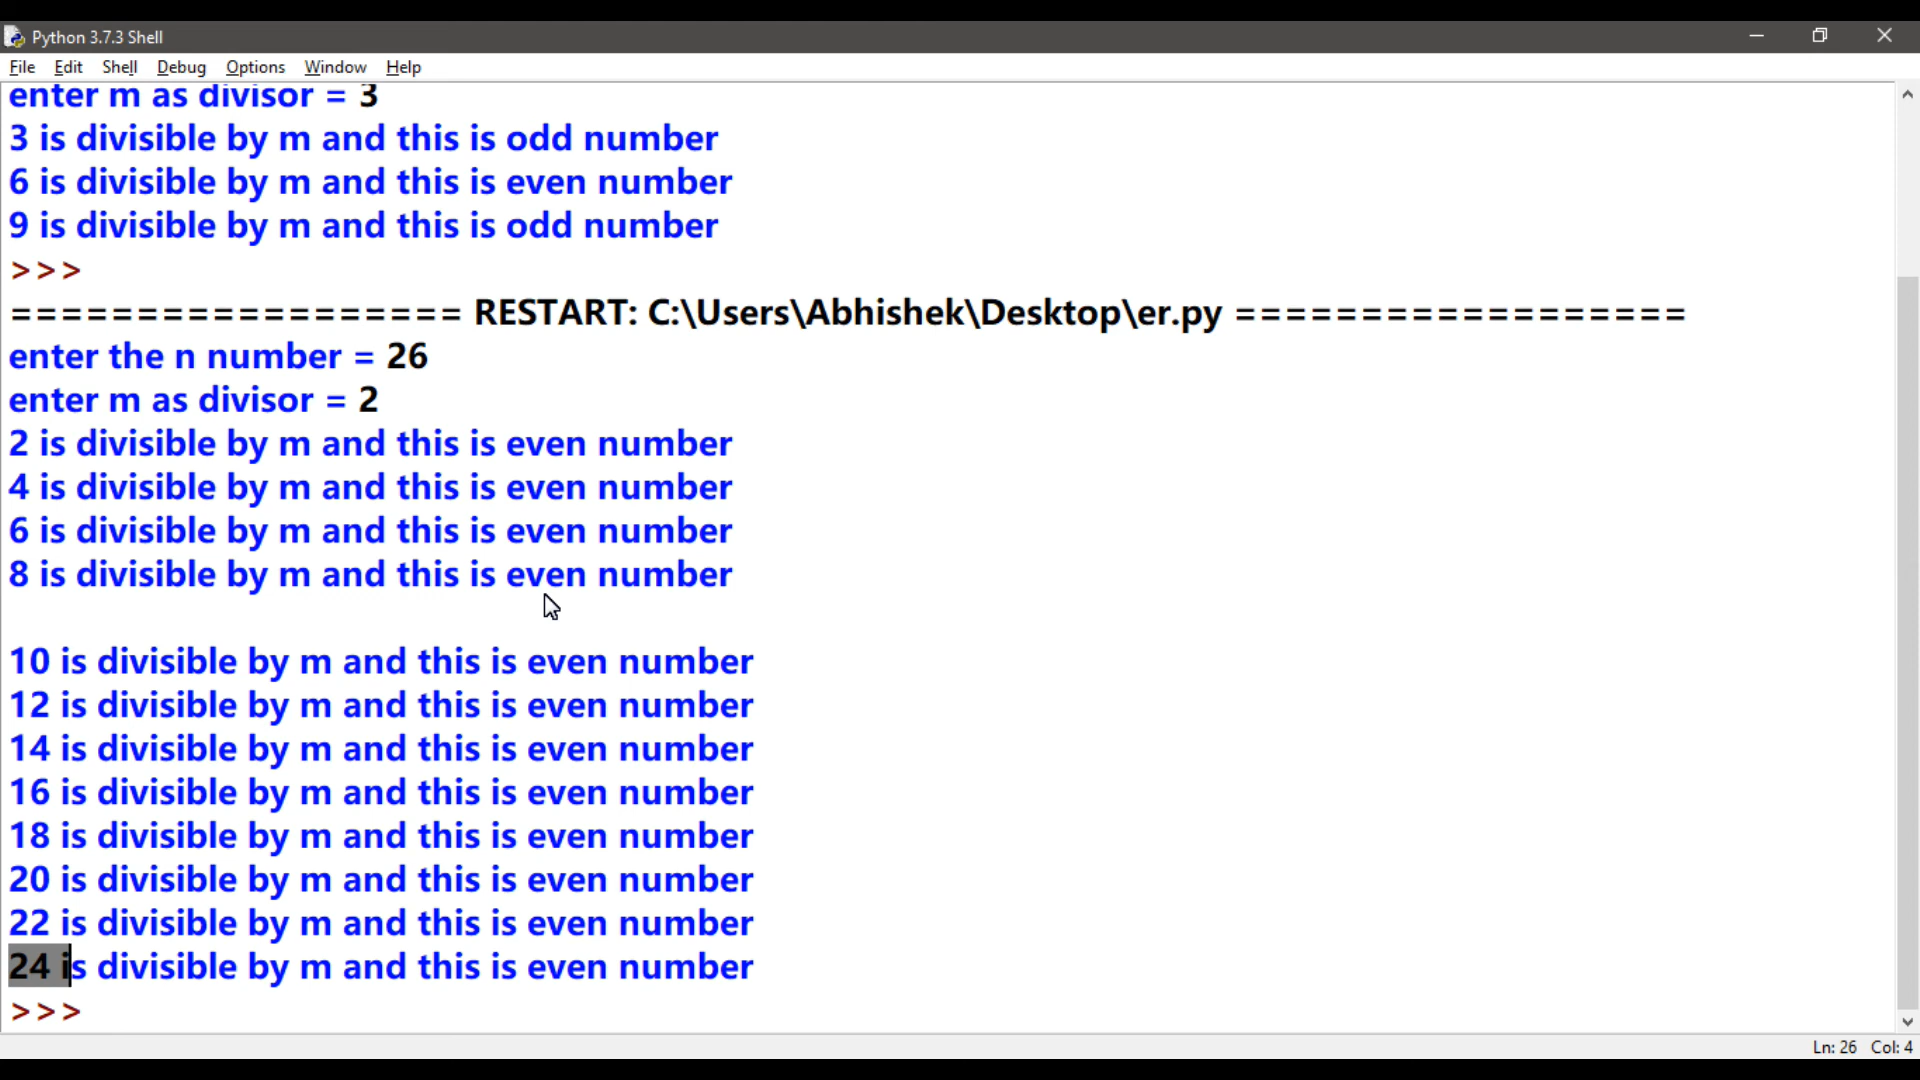 Python 3.7.3 Shell
File Edit Shell Debug Options Window Help
enter m as divisor = 3
3 is divisible by m and this is odd number
6 is divisible by m and this is even number
9 is divisible by m and this is odd number
>>>
================== RESTART: C:\Users\Abhishek\Desktop\er.py ==================
enter the n number = 26
enter m as divisor = 2
2 is divisible by m and this is even number
4 is divisible by m and this is even number
6 is divisible by m and this is even number
8 is divisible by m and this is even number
10 is divisible by m and this is even number
12 is divisible by m and this is even number
14 is divisible by m and this is even number
16 is divisible by m and this is even number
18 is divisible by m and this is even number
20 is divisible by m and this is even number
22 is divisible by m and this is even number
24 is divisible by m and this is even number
>>>
Ln: 26 Col: 4